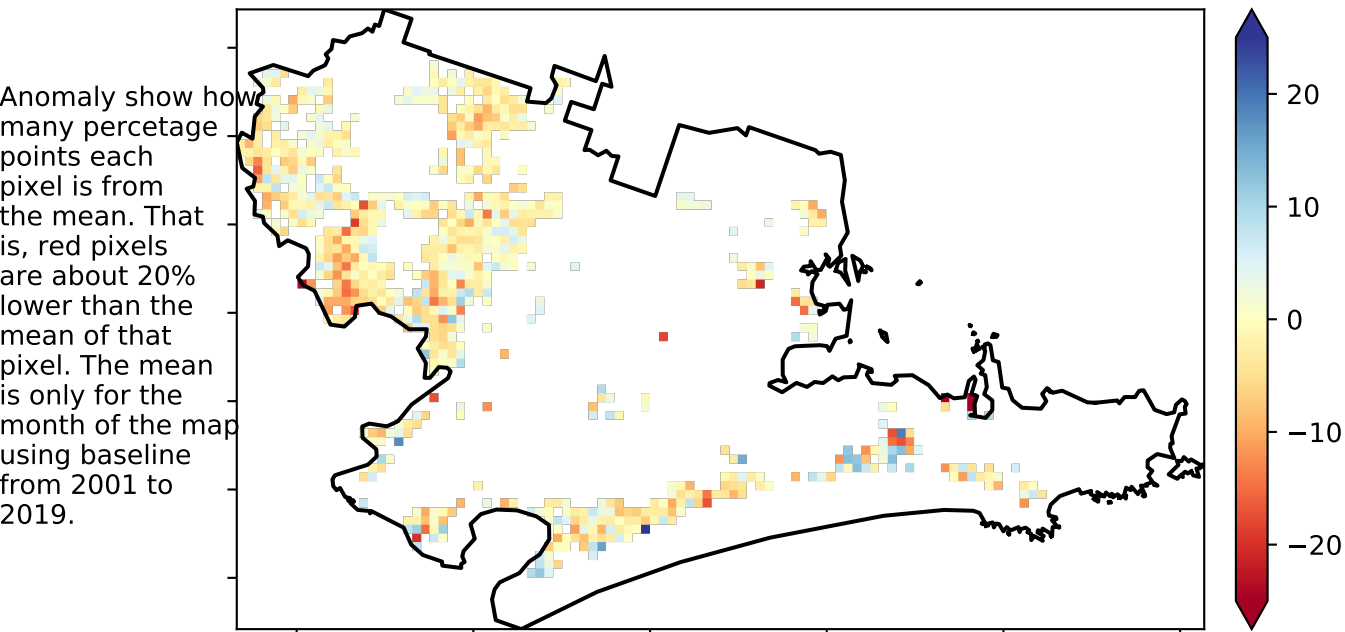 Anomaly show how
many percetage
points each
pixel is from
the mean. That
is, red pixels
are about 20%
lower than the
mean of that
pixel. The mean
is only for the
month of the map
using baseline
from 2001 to
2019.
20
10
0
−10
−20